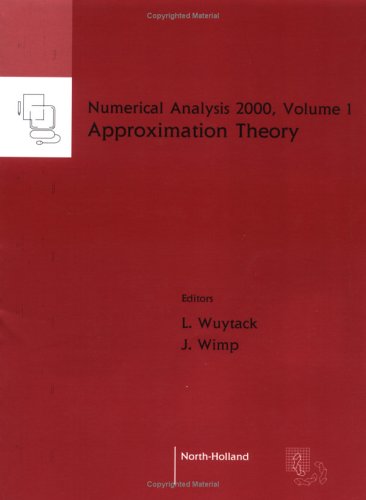 Copyrighted Material
Numerical Analysis 2000, Volume 1
Approximation Theory
Editors
L. Wuytack
J. Wimp
North-Holland
Copyrighted Material